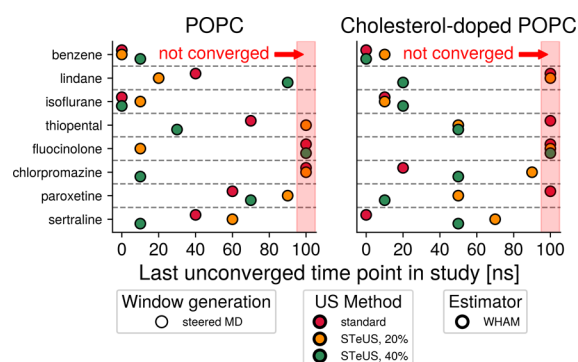 POPC
Cholesterol-doped POPC
benzene
lindane
isoflurane
thiopental
fluocinolone
chlorpromazine
paroxetine
sertraline
not converged
not converged
0 20 40 60 80 100
0 20 40 60 80 100
Last unconverged time point in study [ns]
Window generation
steered MD
US Method
standard
STeUS, 20%
STeUS, 40%
Estimator
WHAM